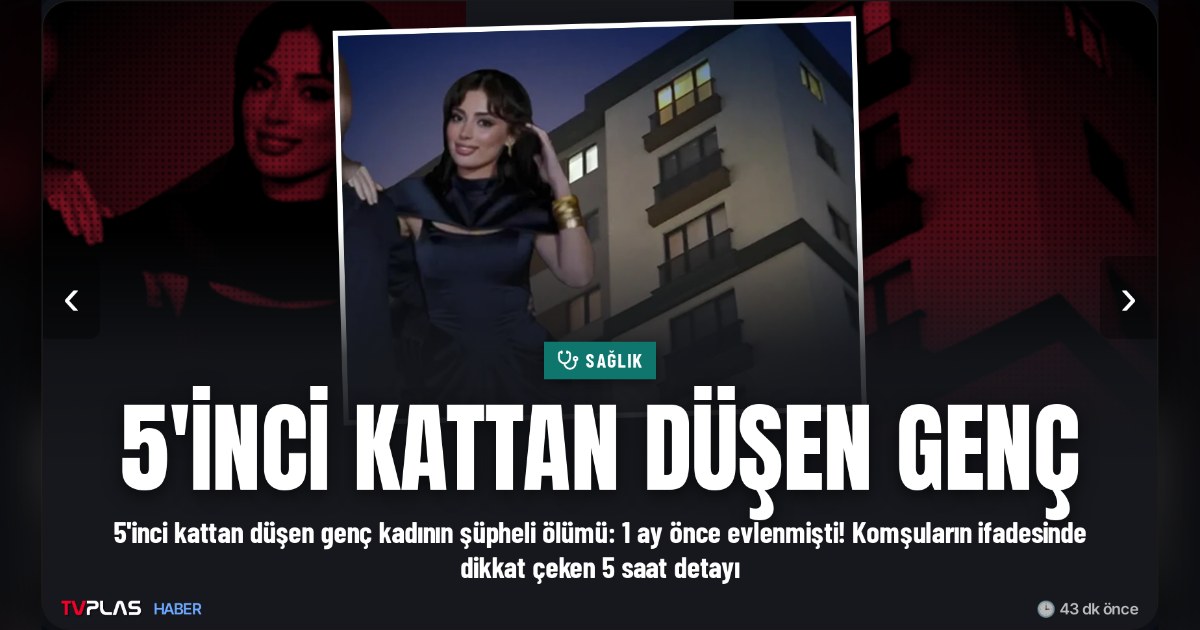 SAĞLIK
5'İNCİ KATTAN DÜŞEN GENÇ
5'inci kattan düşen genç kadının şüpheli ölümü: 1 ay önce evlenmişti! Komşuların ifadesinde
dikkat çeken 5 saat detayı
TVPLAS HABER
43 dk önce